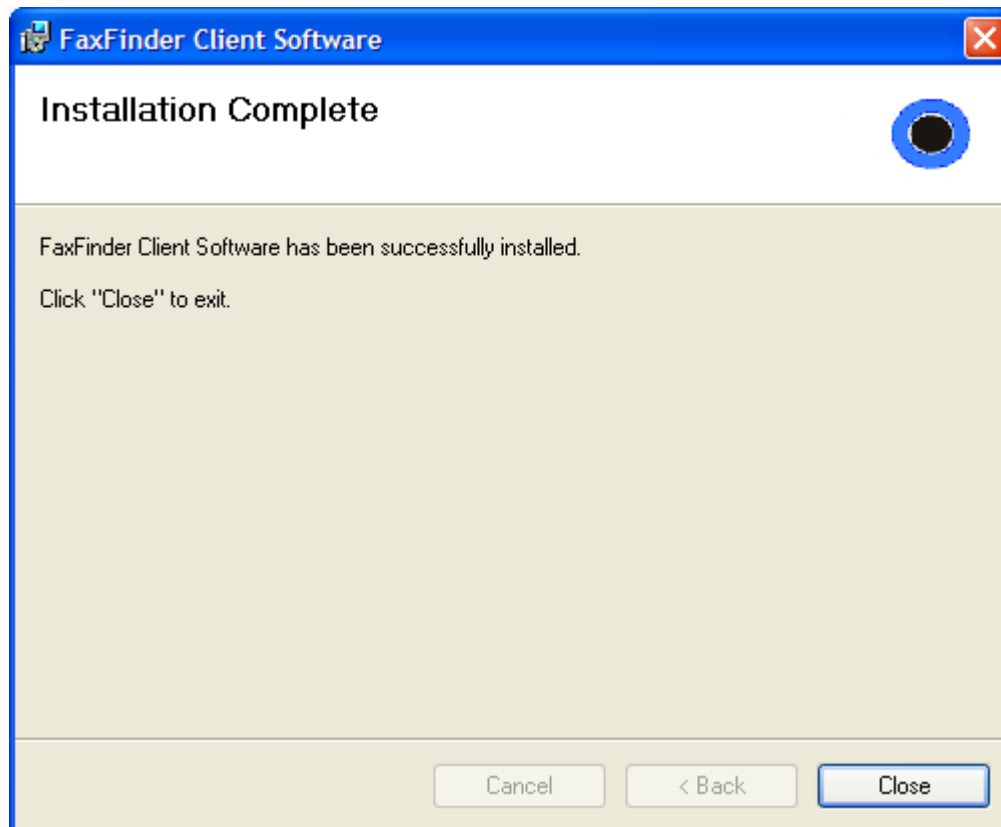 FaxFinder Client Software
Installation Complete
FaxFinder Client Software has been successfully installed.
Click "Close" to exit.
Cancel
< Back
Close